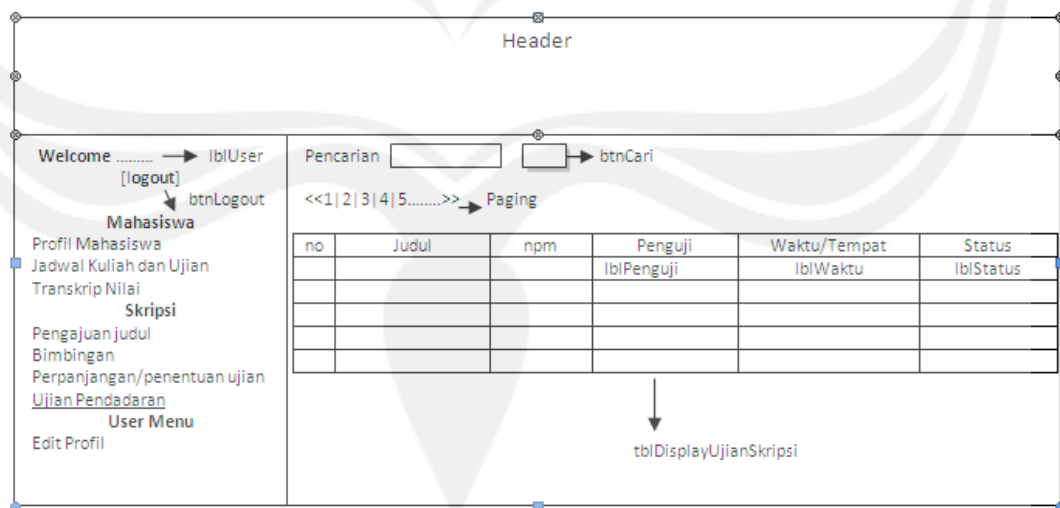 Header
Welcome ......... lblUser
[logout]
btnLogout
Mahasiswa
Profil Mahasiswa
Jadwal Kuliah dan Ujian
Transkrip Nilai
Skripsi
Pengajuan judul
Bimbingan
Perpanjangan/penentuan ujian
Ujian Pendadaran
User Menu
Edit Profil
Pencarian btnCari
<<1|2|3|4|5........>> Paging
no Judul npm Penguji Waktu/Tempat Status
lblPenguji lblWaktu lblStatus
tblDisplayUjianSkripsi